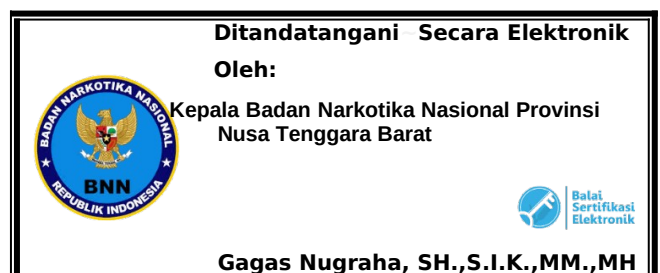 Ditandatangani Secara Elektronik
Oleh:
Kepala Badan Narkotika Nasional Provinsi
Nusa Tenggara Barat
BADAN NARKOTIKA NASIONAL
BNN
REPUBLIK INDONESIA
Balai
Sertifikasi
Elektronik
Gagas Nugraha, SH.,S.I.K.,MM.,MH